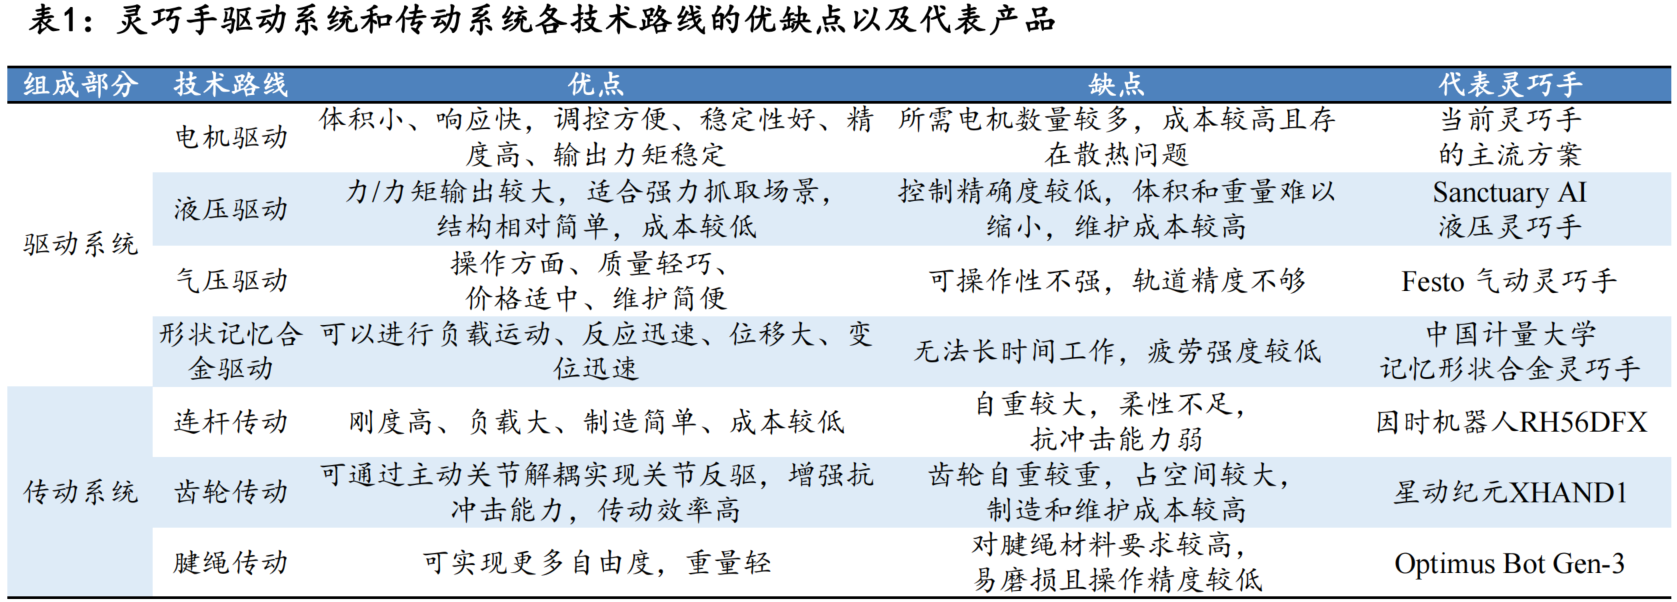 表1：灵巧手驱动系统和传动系统各技术路线的优缺点以及代表产品
组成部分 技术路线 优点 缺点 代表灵巧手
驱动系统
电机驱动
体积小、响应快，调控方便、稳定性好、精
度高、输出力矩稳定
所需电机数量较多，成本较高且存
在散热问题
当前灵巧手
的主流方案
液压驱动
力/力矩输出较大，适合强力抓取场景，
结构相对简单，成本较低
控制精确度较低，体积和重量难以
缩小，维护成本较高
Sanctuary AI
液压灵巧手
气压驱动
操作方面、质量轻巧、
价格适中、维护简便
可操作性不强，轨道精度不够
Festo 气动灵巧手
形状记忆合
金驱动
可以进行负载运动、反应迅速、位移大、变
位迅速
无法长时间工作，疲劳强度较低
中国计量大学
记忆形状合金灵巧手
传动系统
连杆传动
刚度高、负载大、制造简单、成本较低
自重较大，柔性不足，
抗冲击能力弱
因时机器人RH56DFX
齿轮传动
可通过主动关节解耦实现关节反驱，增强抗
冲击能力，传动效率高
齿轮自重较重，占空间较大，
制造和维护成本较高
星动纪元XHAND1
腱绳传动
可实现更多自由度，重量轻
对腱绳材料要求较高，
易磨损且操作精度较低
Optimus Bot Gen-3